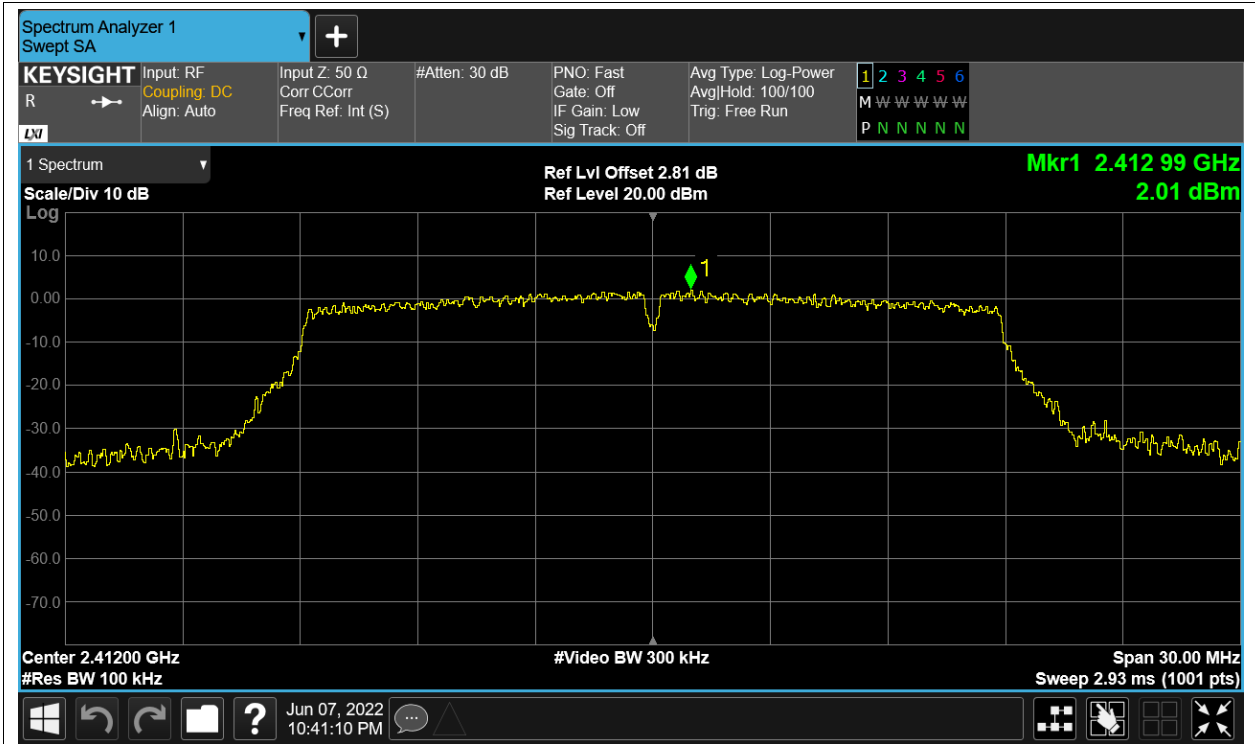 Spectrum Analyzer 1
Swept SA
+
KEYSIGHT
R
LXI
Input: RF
Coupling: DC
Align: Auto
Input Z: 50 Ω
Corr CCorr
Freq Ref: Int (S)
#Atten: 30 dB
PNO: Fast
Gate: Off
IF Gain: Low
Sig Track: Off
Avg Type: Log-Power
Avg|Hold: 100/100
Trig: Free Run
1 2 3 4 5 6
M W W W W W
P N N N N N
1 Spectrum
Scale/Div 10 dB
Log
Ref Lvl Offset 2.81 dB
Ref Level 20.00 dBm
Mkr1 2.412 99 GHz
2.01 dBm
1
10.0
0.00
-10.0
-20.0
-30.0
-40.0
-50.0
-60.0
-70.0
Center 2.41200 GHz
#Res BW 100 kHz
#Video BW 300 kHz
Span 30.00 MHz
Sweep 2.93 ms (1001 pts)
?
Jun 07, 2022
10:41:10 PM